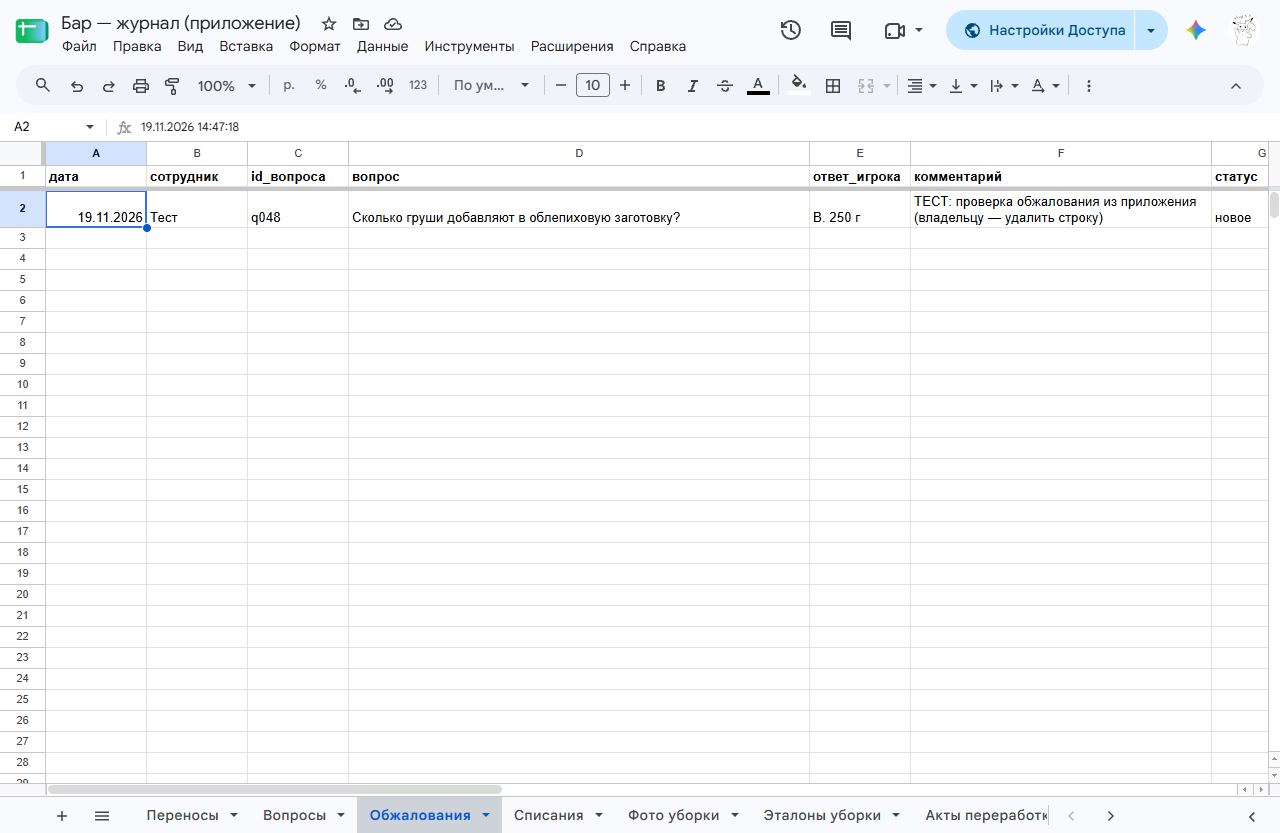 Бар — журнал (приложение)
Файл Правка Вид Вставка Формат Данные Инструменты Расширения Справка
Настройки Доступа
100% р. % .0 .00 123 По ум... 10 B I A
A2 fx 19.11.2026 14:47:18
A B C D E F G
1 дата сотрудник id_вопроса вопрос ответ_игрока комментарий статус
2 19.11.2026 Тест q048 Сколько груши добавляют в облепиховую заготовку? В. 250 г ТЕСТ: проверка обжалования из приложения
(владельцу — удалить строку) новое
3
4
5
6
7
8
9
10
11
12
13
14
15
16
17
18
19
20
21
22
23
24
25
26
27
28
29
Переносы Вопросы Обжалования Списания Фото уборки Эталоны уборки Акты переработк